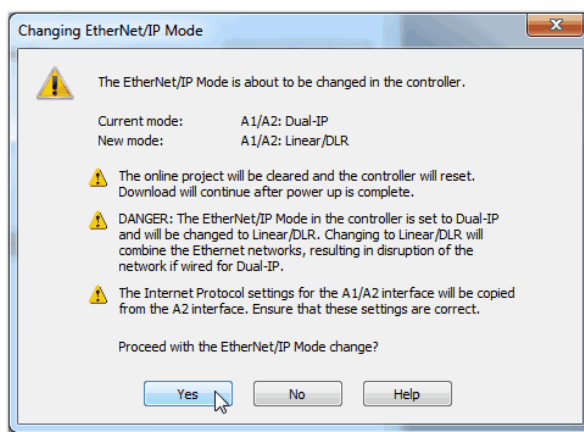 Changing EtherNet/IP Mode
The EtherNet/IP Mode is about to be changed in the controller.
Current mode: A1/A2: Dual-IP
New mode: A1/A2: Linear/DLR
The online project will be cleared and the controller will reset.
Download will continue after power up is complete.
DANGER: The EtherNet/IP Mode in the controller is set to Dual-IP
and will be changed to Linear/DLR. Changing to Linear/DLR will
combine the Ethernet networks, resulting in disruption of the
network if wired for Dual-IP.
The Internet Protocol settings for the A1/A2 interface will be copied
from the A2 interface. Ensure that these settings are correct.
Proceed with the EtherNet/IP Mode change?
Yes No Help